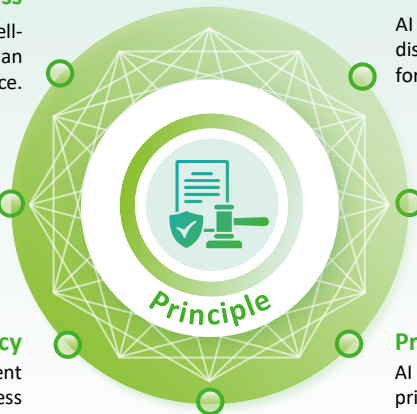 ss
ell-
an
ce.
AI
dis
for
Principle
cy
ent
ess
Pr
AI
pri